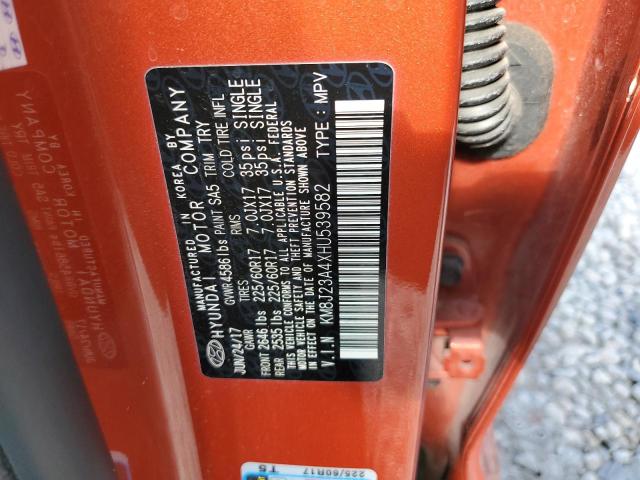 MANUFACTURED IN KOREA BY
HYUNDAI MOTOR COMPANY
JUN/24/17 GVWR 4586 lbs PAINT SA5 TRIM TRY
GAWR TIRES RIMS COLD TIRE INFL
FRONT 2648 lbs 225/60R17 7.0JX17 35psi SINGLE
REAR 2535 lbs 225/60R17 7.0JX17 35psi SINGLE
THIS VEHICLE CONFORMS TO ALL APPLICABLE U.S.A. FEDERAL
MOTOR VEHICLE SAFETY AND THEFT PREVENTION STANDARDS
IN EFFECT ON THE DATE OF MANUFACTURE SHOWN ABOVE
V.I.N : KM8J23A4XHU539582 TYPE : MPV
225/60R17